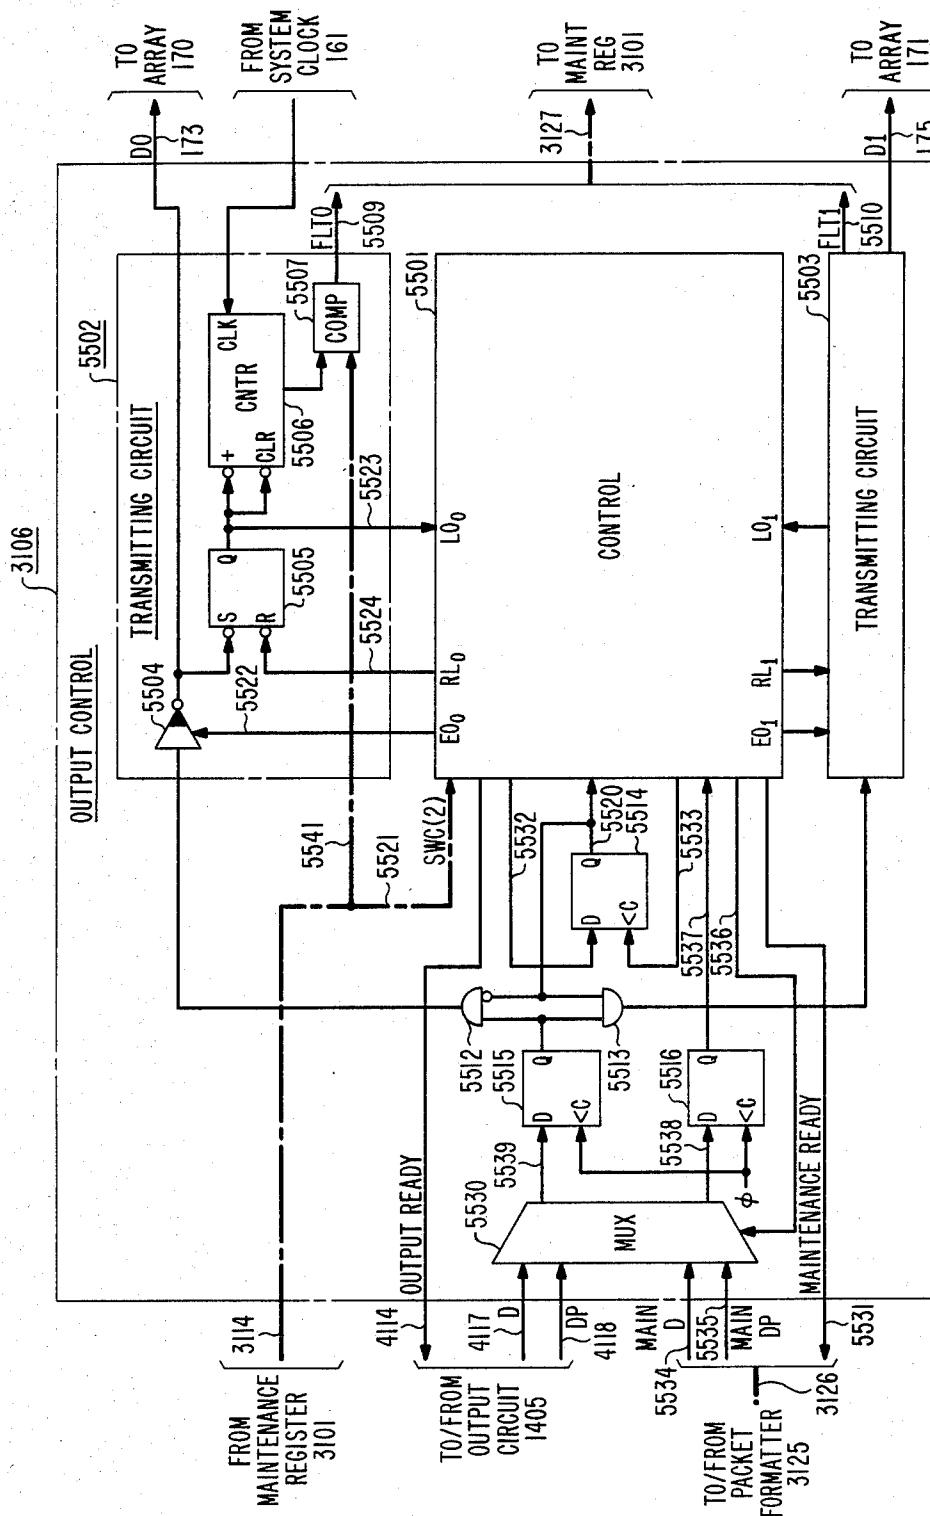 TO
ARRAY
170
FROM
SYSTEM
CLOCK
161
TO
MAINT
REG
3101
TO
ARRAY
171
D0
173
3127
D1
175
3106
OUTPUT CONTROL
5502
TRANSMITTING CIRCUIT
5504
5522
S
R
Q
5505
5524
+
CLR
CLK
CNTR
5506
5523
COMP
5507
FLT0
5509
5501
CONTROL
EO0
RL0
LO0
EO1
RL1
LO1
FLT1
5510
5503
TRANSMITTING CIRCUIT
5541
5521
SWC(2)
5532
D
<C
Q
5520
5514
5533
5537
5536
5512
5513
D
<C
Q
5515
D
<C
Q
5516
5539
5538
5530
MUX
ϕ
OUTPUT READY
MAINTENANCE READY
3114
4114
4117
D
DP
4118
MAIN
D
5534
5535
MAIN
DP
5531
3126
FROM
MAINTENANCE
REGISTER
3101
TO/FROM
OUTPUT
CIRCUIT
1405
TO/FROM
PACKET
FORMATTER
3125